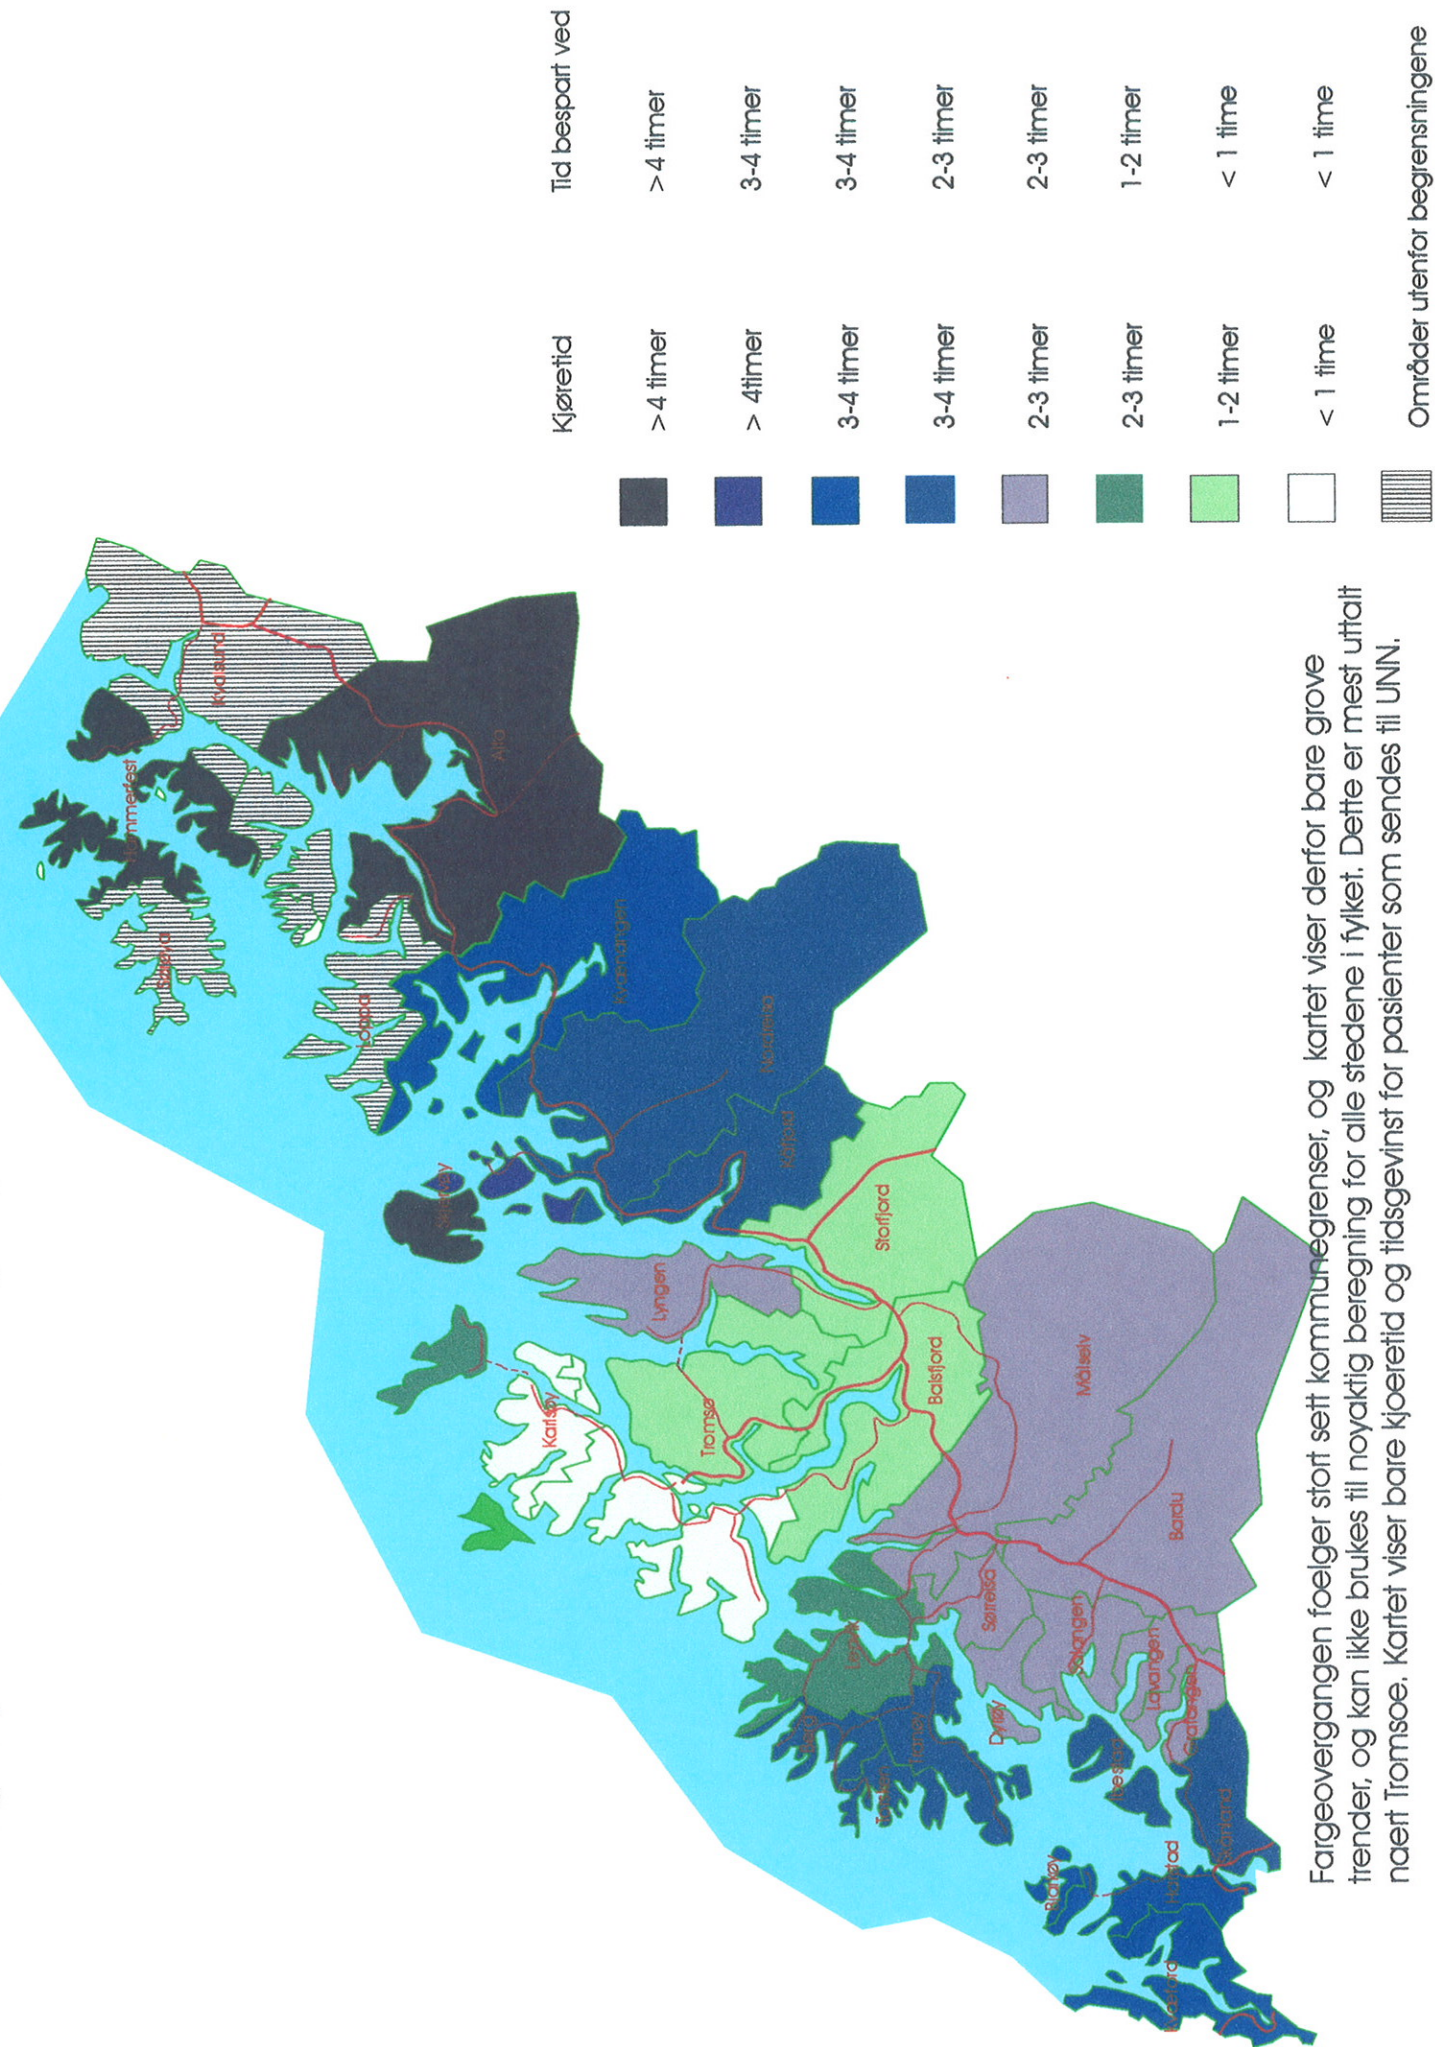 Kjøretid Tid bespart ved
>4 timer >4 timer
> 4timer 3-4 timer
3-4 timer 3-4 timer
3-4 timer 2-3 timer
2-3 timer 2-3 timer
2-3 timer 1-2 timer
1-2 timer < 1 time
< 1 time < 1 time
Områder utenfor begrensningene
Hammerfest
Kvalsund
Sørøya
Loppa
Alta
Kvænangen
Nordreisa
Kåfjord
Skjervøy
Storfjord
Lyngen
Karlsøy
Tromsø
Balsfjord
Målselv
Bardu
Sørreisa
Salangen
Lavangen
Gratangen
Dyrøy
Lenvik
Berg
Tranøy
Torsken
Ibestad
Skånland
Bjarkøy
Harstad
Kvæfjord
Fargeovergangen foelger stort sett kommunegrenser, og kartet viser derfor bare grove
trender, og kan ikke brukes til noyaktig beregning for alle stedene i fylket. Dette er mest uttalt
naert Tromsoe. Kartet viser bare kjoeretid og tidsgevinst for pasienter som sendes til UNN.